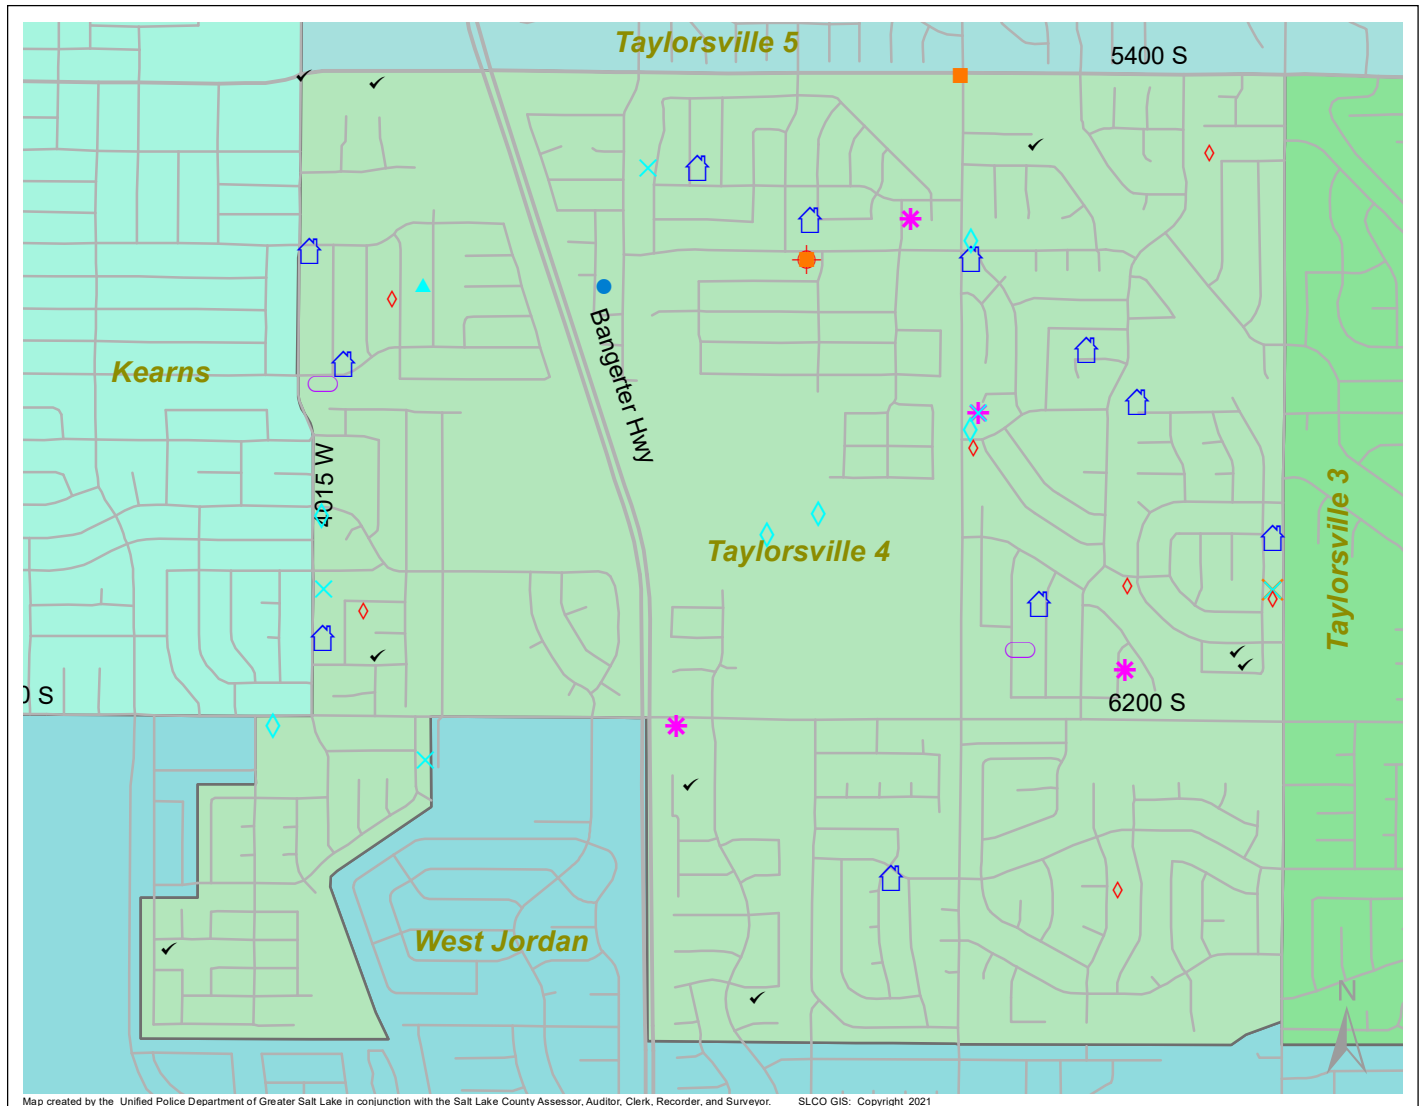 Taylorsville 5
5400 S
Kearns
Bangerter Hwy
4015 W
Taylorsville 4
Taylorsville 3
0 S
6200 S
West Jordan
N
Map created by the Unified Police Department of Greater Salt Lake in conjunction with the Salt Lake County Assessor, Auditor, Clerk, Recorder, and Surveyor. SLCO GIS: Copyright 2021